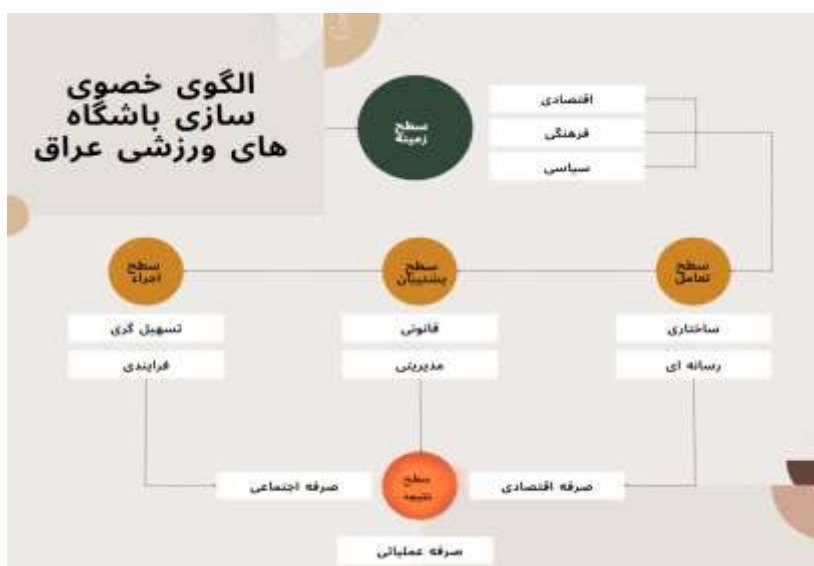 الگوی خصوی
سازی باشگاه
های ورزشی عراق
سطح
زمینه
اقتصادی
فرهنگی
سیاسی
سطح
تعامل
سطح
پشتیبان
سطح
اجراء
ساختاری
قانونی
تسهیل گری
رسانه ای
مدیریتی
فرایندی
صرفه اقتصادی
سطح
نتیجه
صرفه اجتماعی
صرفه عملیاتی